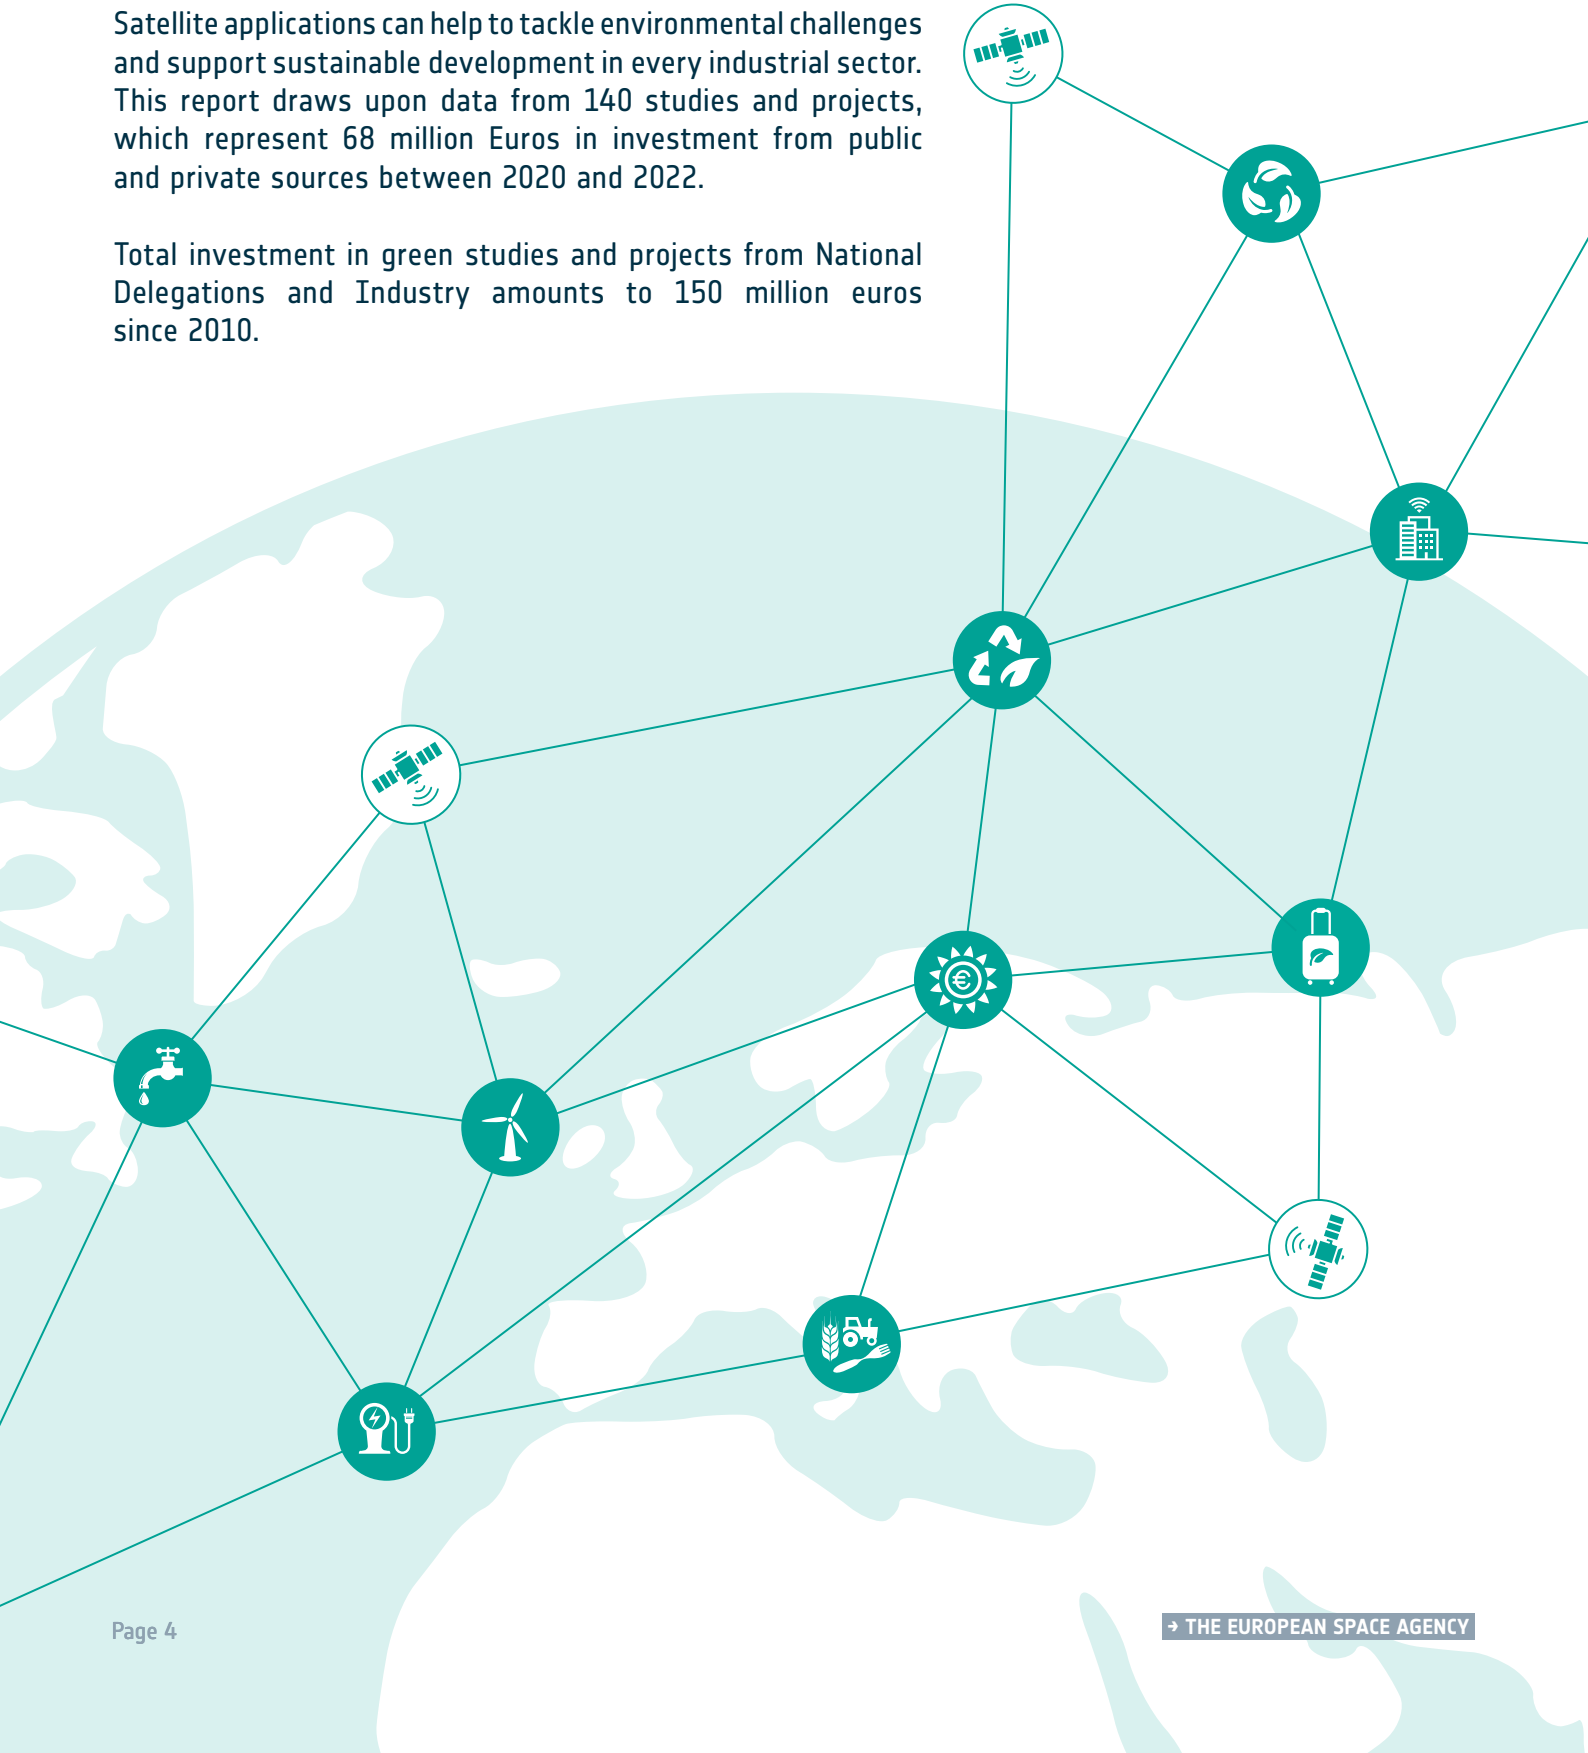 Satellite applications can help to tackle environmental challenges
and support sustainable development in every industrial sector.
This report draws upon data from 140 studies and projects,
which represent 68 million Euros in investment from public
and private sources between 2020 and 2022.
Total investment in green studies and projects from National
Delegations and Industry amounts to 150 million euros
since 2010.
€
Page 4
→ THE EUROPEAN SPACE AGENCY